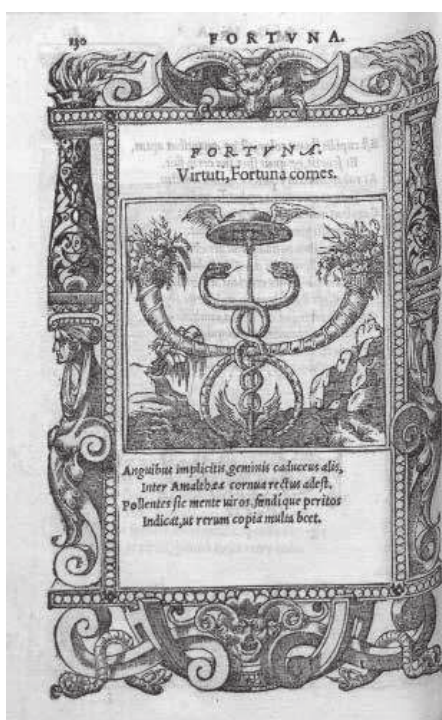 130 FORTVNA.
FORTVNA.
Virtuti, Fortuna comes.
Anguibus implicitis, geminis caduceus alis,
Inter Amalthææ cornua rectus adest.
Pollentes sic mente uiros, fandique peritos
Indicat, ut rerum copia multa beet.